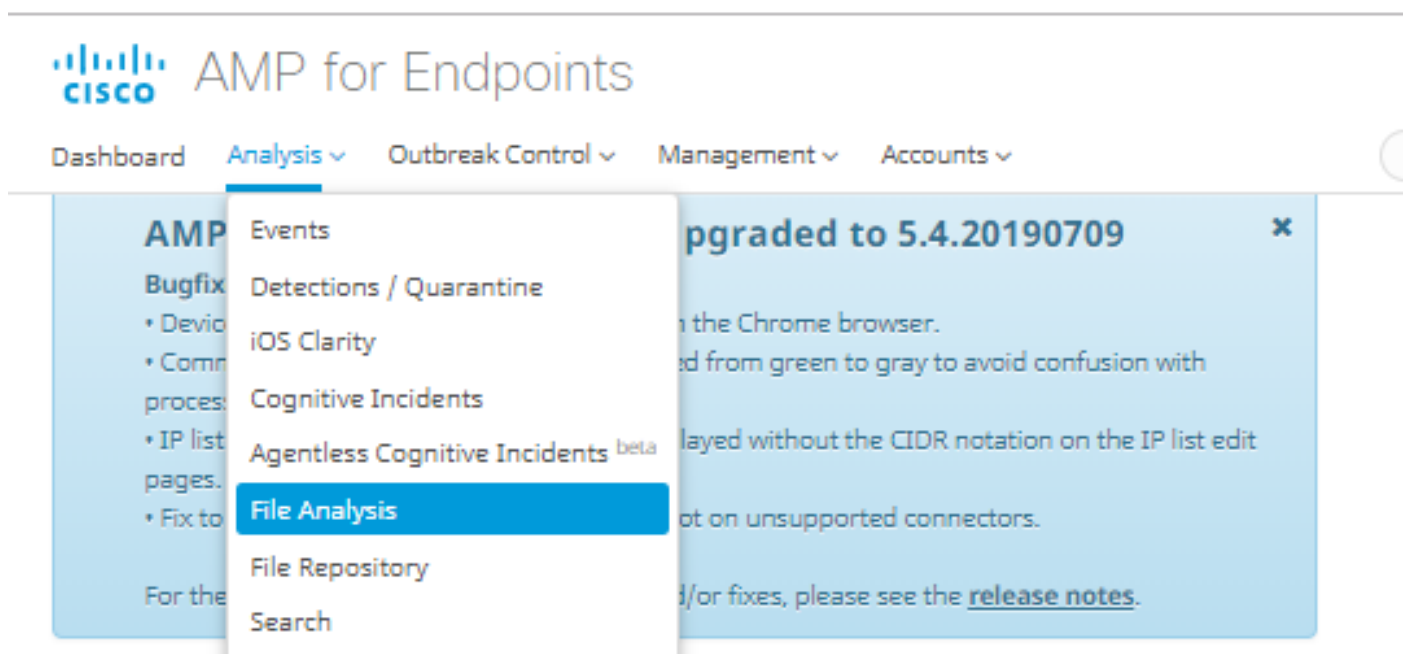 CISCO AMP for Endpoints
Dashboard Analysis Outbreak Control Management Accounts
AMP pgraded to 5.4.20190709
Bugfix
• Devic the Chrome browser.
• Com ed from green to gray to avoid confusion with
proces
• IP list layed without the CIDR notation on the IP list edit
pages.
• Fix to ot on unsupported connectors.
For the d/or fixes, please see the release notes.
Events
Detections / Quarantine
iOS Clarity
Cognitive Incidents
Agentless Cognitive Incidents beta
File Analysis
File Repository
Search